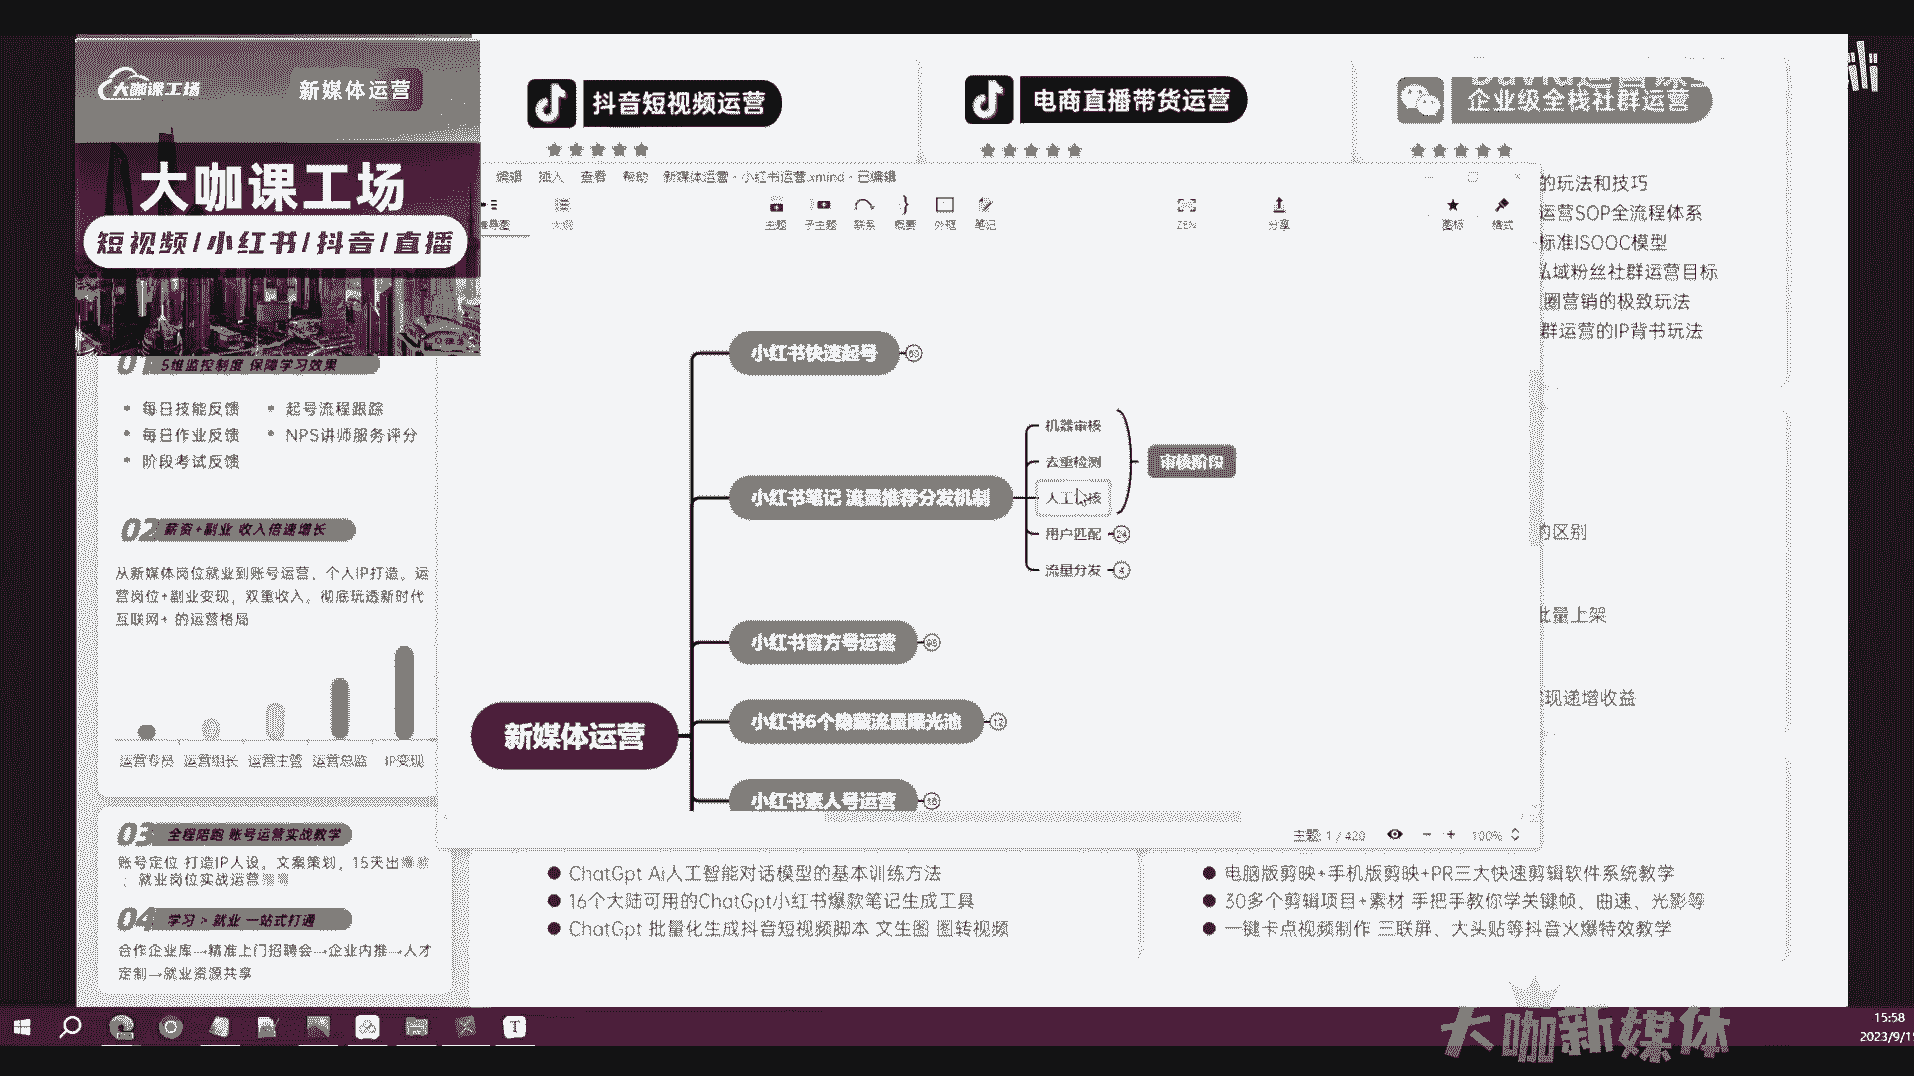 大咖课工场
新媒体运营
大咖课工场
短视频/小红书/抖音/直播
01 5维监控制度 保障学习效果
每日技能反馈
起号流程跟踪
每日作业反馈
NPS讲师服务评分
阶段考试反馈
02 薪资+副业 收入倍速增长
从新媒体岗位就业到账号运营、个人IP打造、运
营岗位+副业变现，双重收入。彻底玩透新时代
互联网+ 的运营格局
运营专员 运营组长 运营主管 运营总监 IP变现
03 全程陪跑 账号运营实战教学
账号定位 打造IP人设，文案策划，15天出
就业岗位实战运营
04 学习 > 就业 一站式打通
合作企业库→精准上门招聘会→企业内推→人才
定制→就业资源共享
抖音短视频运营
电商直播带货运营
企业级全栈社群运营
的玩法和技巧
运营SOP全流程体系
标准ISOOC模型
私域粉丝社群运营目标
圈营销的极致玩法
群运营的IP背书玩法
的区别
批量上架
现递增收益
编辑 插入 查看 帮助 新媒体运营 - 小红书运营.xmind - 已编辑
思导图 大纲 主题 子主题 联系 概要 外框 笔记 ZEN 分享 图标 格式
小红书快速起号
小红书笔记 流量推荐分发机制
机器审核
去重检测
人工审核
用户匹配 24
流量分发 4
审核阶段
小红书官方号运营
小红书6个隐藏流量曝光池 12
新媒体运营
小红书素人号运营 16
主题: 1 / 420 100%
ChatGpt Ai人工智能对话模型的基本训练方法
16个大陆可用的ChatGpt小红书爆款笔记生成工具
ChatGpt 批量化生成抖音短视频脚本 文生图 图转视频
电脑版剪映+手机版剪映+PR三大快速剪辑软件系统教学
30多个剪辑项目+素材 手把手教你学关键帧、曲速、光影等
一键卡点视频制作 三联屏、大头贴等抖音火爆特效教学
15:58
大咖新媒体